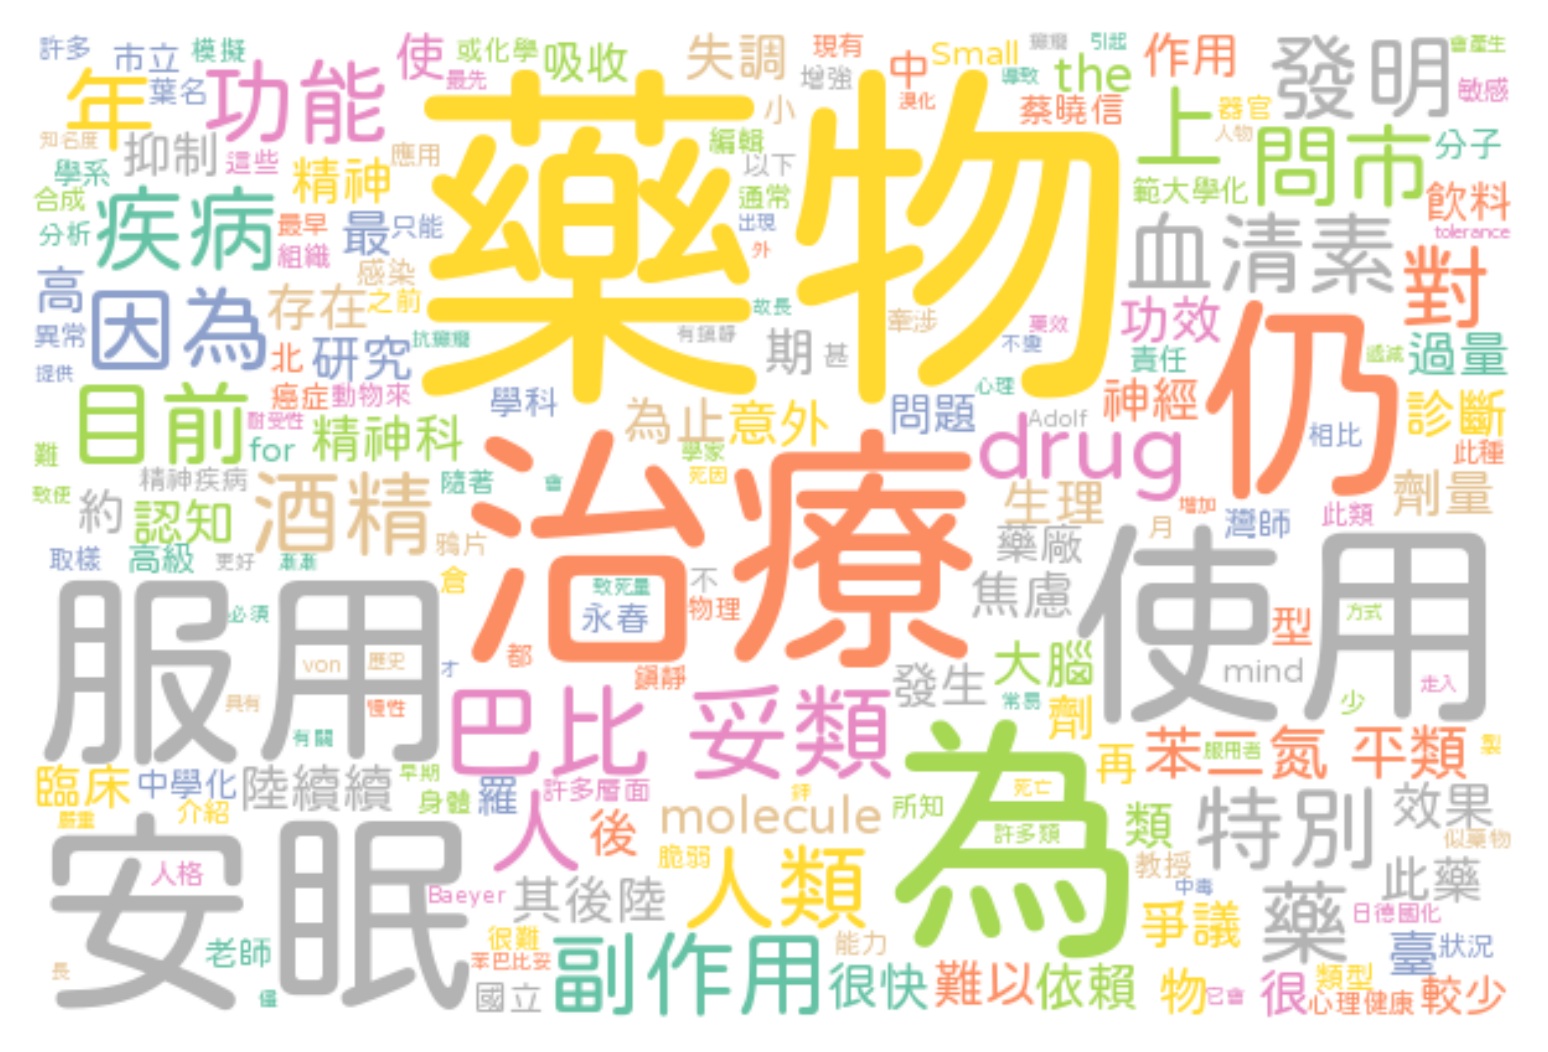 許多
市立
模擬
使
或化學
吸收
失調
現有
中
Small
癲癇
引起
作用
發明
會產生
年
葉名
功能
最先
藥物
增強
導致
the
敏感
溴化
蔡曉信
上
器官
知名度
抑制
這些
精神
應用
小
編輯
人物
問市
分子
學系
以下
合成
疾病
最早
最
只能
通常
範大學化
飲料
分析
組織
出現
外
血清素
tolerance
高
因為
感染
存在
之前
故長
牽涉
藥效
功效
對
異常
北
研究
抗癲癇
有鎮靜
期
甚
不變
責任
仍
遞減
過量
提供
目前
癌症
動物來
學科
心理
神經
耐受性
為止
意外
問題
Adolf
診斷
難
for
精神科
治療
學家
drug
相比
此種
精神疾病
隨著
會
死因
致使
約
認知
酒精
生理
增加
劑量
鴉片
月
灣師
此類
取樣
高級
更好
漸漸
藥廠
使用
服用
倉
致死量
不
焦慮
必須
永春
物理
型
方式
von
歷史
才
都
鎮靜
大腦
mind
走入
具有
慢性
巴比妥類
發生
常易
劑
少
有關
為
再
苯二氮平類
服用者
製
臨床
中學化
陸續續
早期
身體
羅
許多層面
鉀
死亡
所知
特別
效果
介紹
嚴重
人
後
molecule
許多類
類
似藥物
安眠
人格
脆弱
人類
教授
此藥
Baeyer
其後陸
中毒
藥
日德國化
老師
很難
能力
爭議
臺
狀況
長
苯巴比妥
副作用
僅
國立
很快
難以
依賴
物
它會
很
類型
心理健康
較少